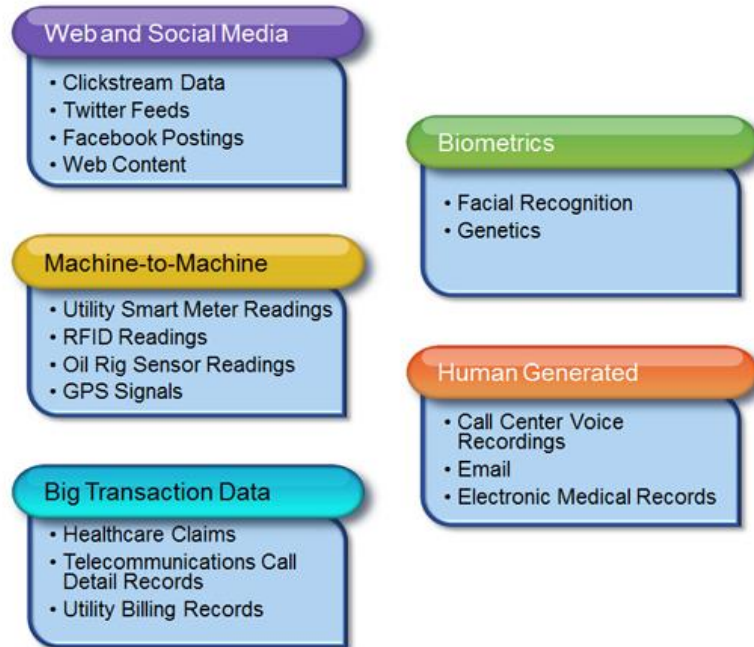 Web and Social Media
• Clickstream Data
• Twitter Feeds
• Facebook Postings
• Web Content
Machine-to-Machine
• Utility Smart Meter Readings
• RFID Readings
• Oil Rig Sensor Readings
• GPS Signals
Big Transaction Data
• Healthcare Claims
• Telecommunications Call
Detail Records
• Utility Billing Records
Biometrics
• Facial Recognition
• Genetics
Human Generated
• Call Center Voice
Recordings
• Email
• Electronic Medical Records